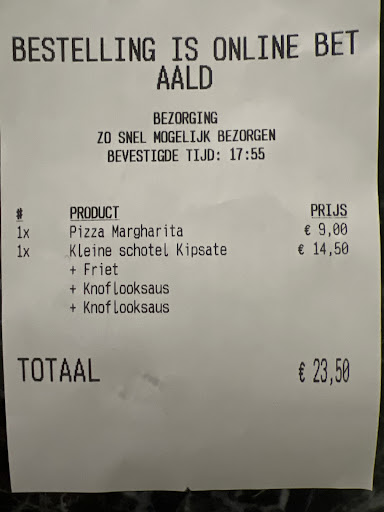 BESTELLING IS ONLINE BET
AALD
BEZORGING
ZO SNEL MOGELIJK BEZORGEN
BEVESTIGDE TIJD: 17:55
# PRODUCT PRIJS
1x Pizza Margharita € 9,00
1x Kleine schotel Kipsate € 14,50
+ Friet
+ Knoflooksaus
+ Knoflooksaus
TOTAAL € 23,50